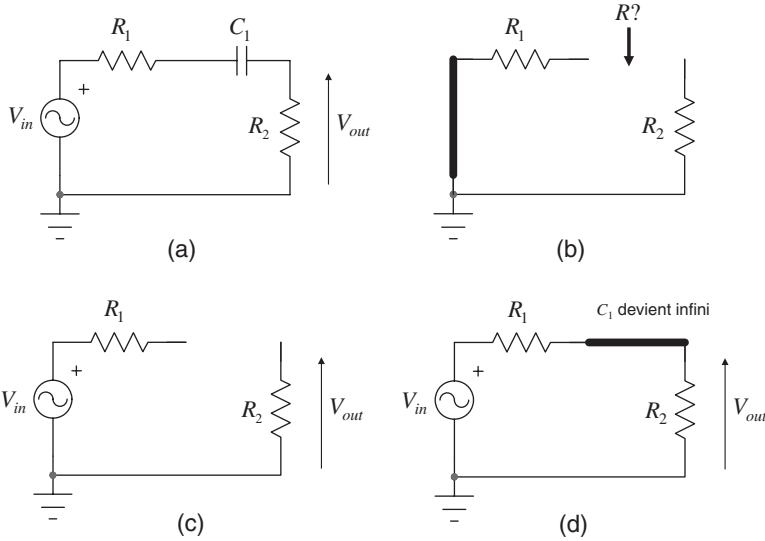 R1
C1
+
Vin
R2
Vout
(a)
R?
R1
R2
(b)
R1
+
Vin
R2
Vout
(c)
R1
C1 devient infini
+
Vin
R2
Vout
(d)